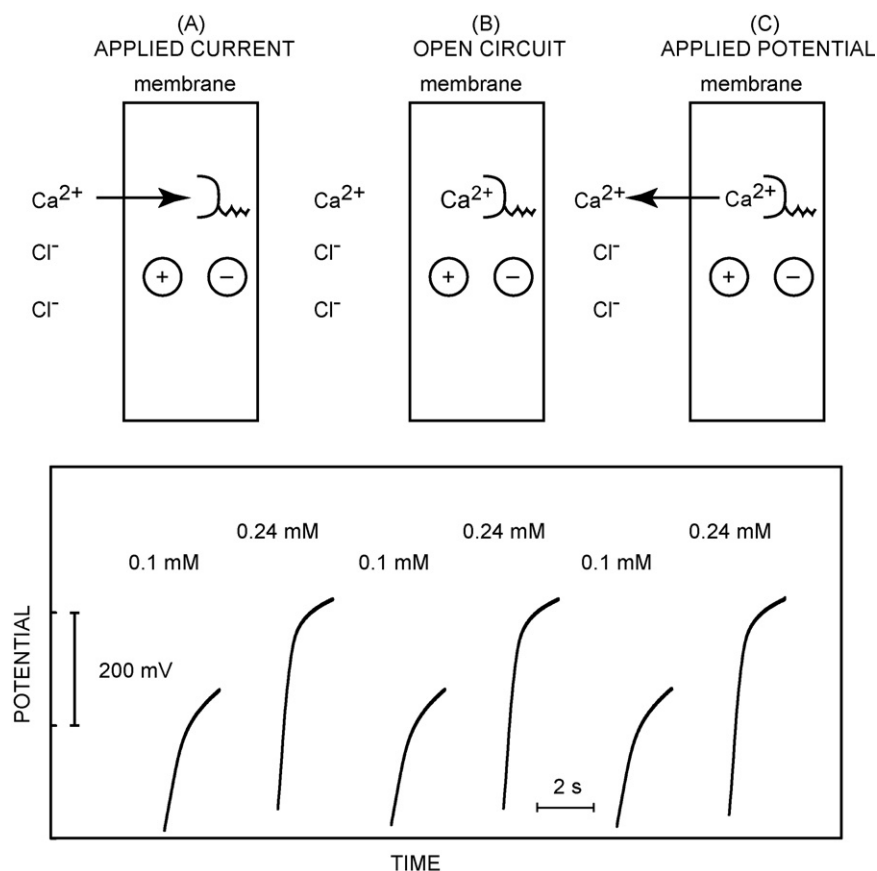 (A)
APPLIED CURRENT
membrane
Ca²⁺
Cl⁻
Cl⁻
+
−
(B)
OPEN CIRCUIT
membrane
Ca²⁺
Ca²⁺
Cl⁻
Cl⁻
+
−
(C)
APPLIED POTENTIAL
membrane
Ca²⁺
Ca²⁺
Cl⁻
Cl⁻
+
−
0.24 mM
0.24 mM
0.24 mM
0.1 mM
0.1 mM
0.1 mM
POTENTIAL
200 mV
2 s
TIME